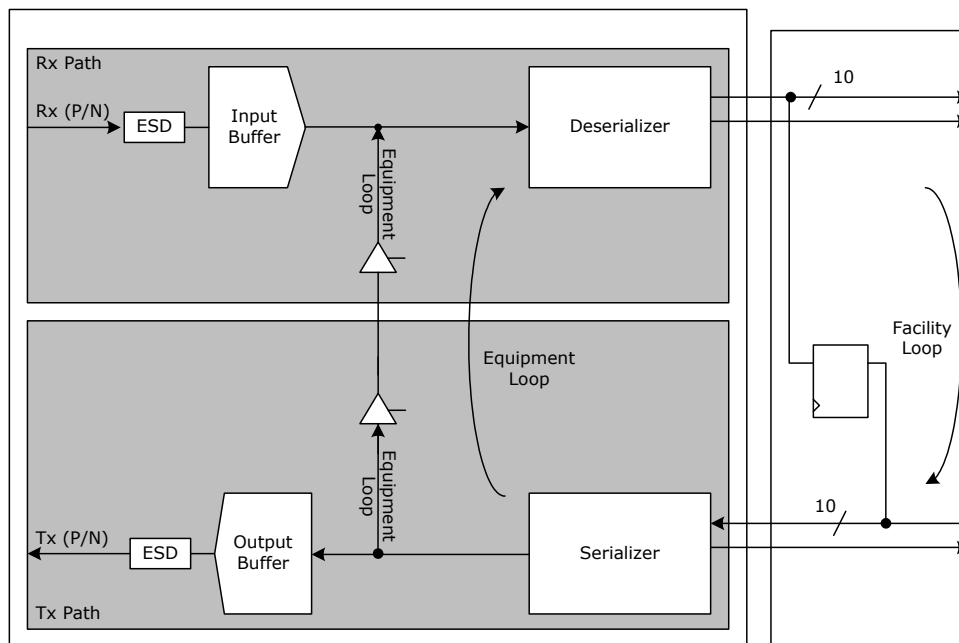 Rx Path
Rx (P/N)
ESD
Input
Buffer
Equipment
Loop
Deserializer
10
Equipment
Loop
Facility
Loop
Equipment
Loop
10
Tx (P/N)
ESD
Output
Buffer
Serializer
Tx Path